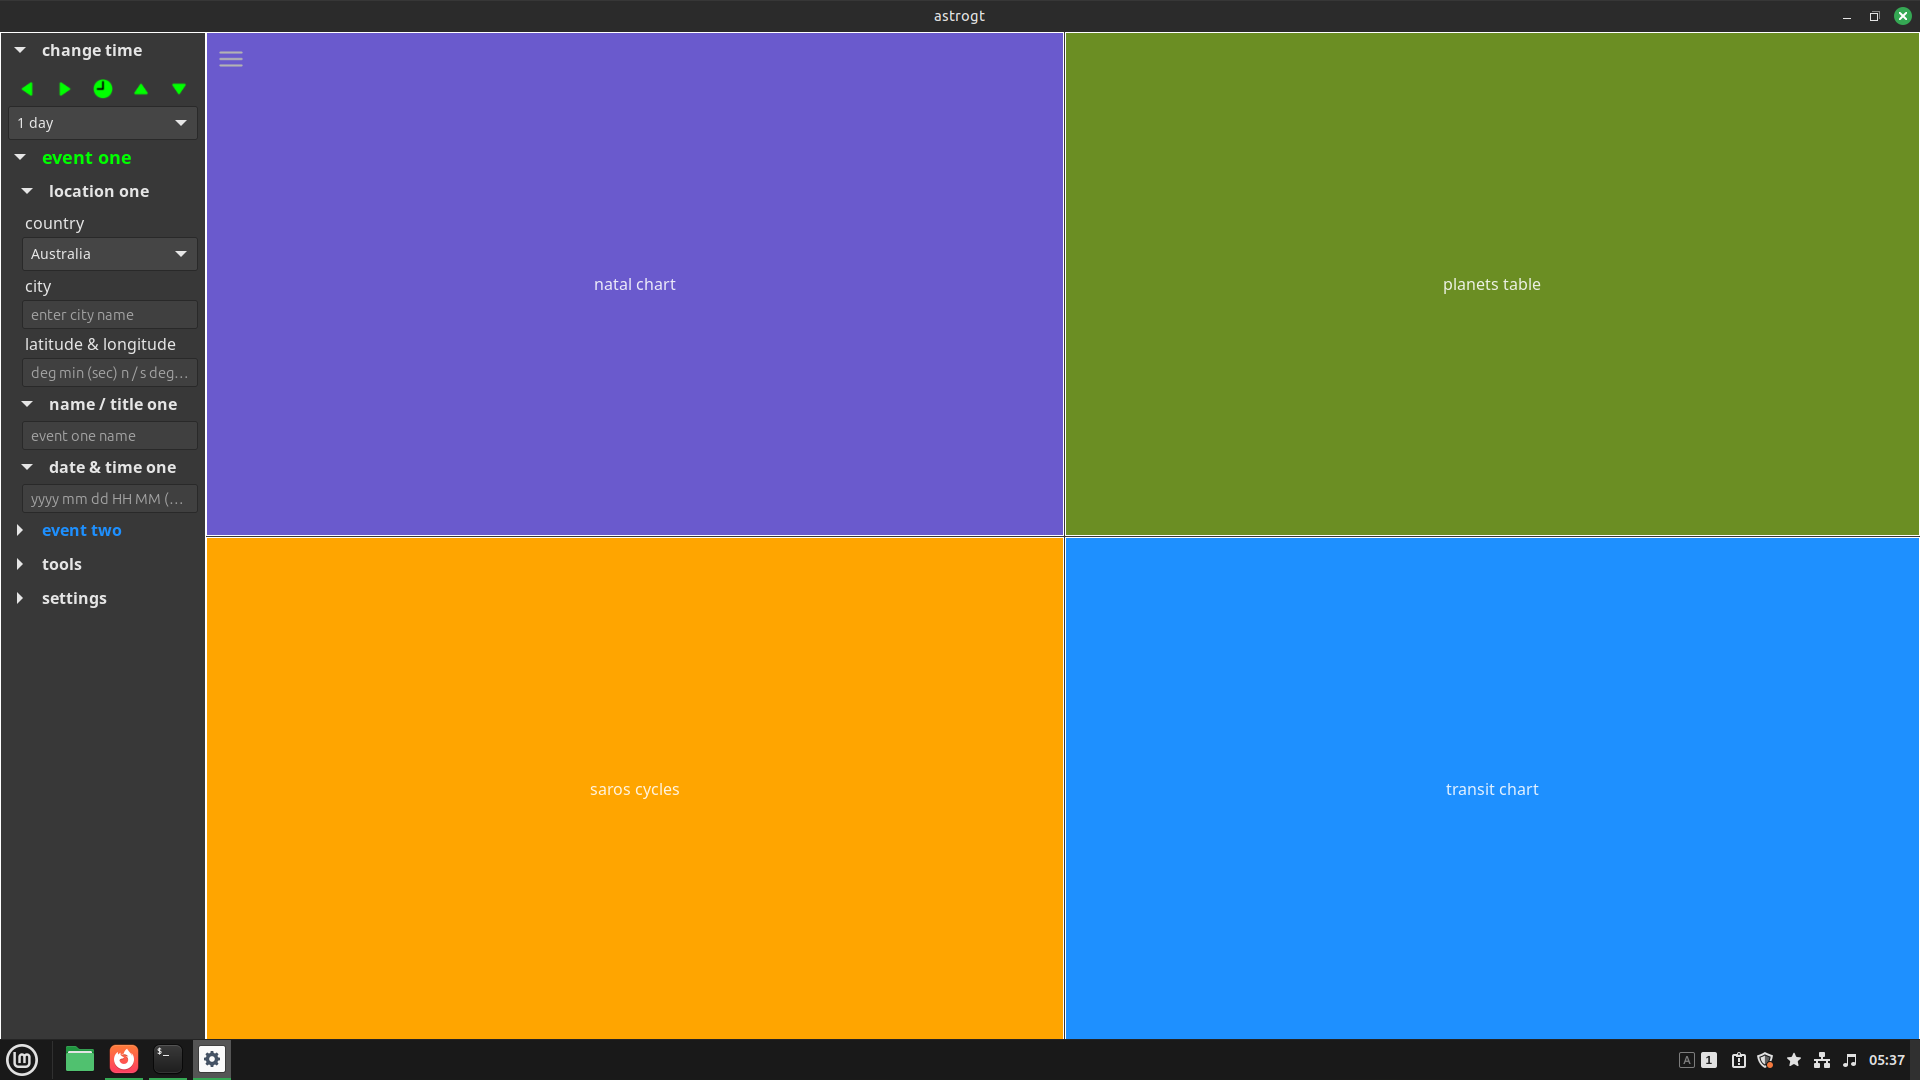 astrogt
change time
1 day
event one
location one
country
Australia
city
enter city name
latitude & longitude
deg min (sec) n / s deg...
name / title one
event one name
date & time one
yyyy mm dd HH MM (...
event two
tools
settings
natal chart
planets table
saros cycles
transit chart
$_
lm
A
1
05:37